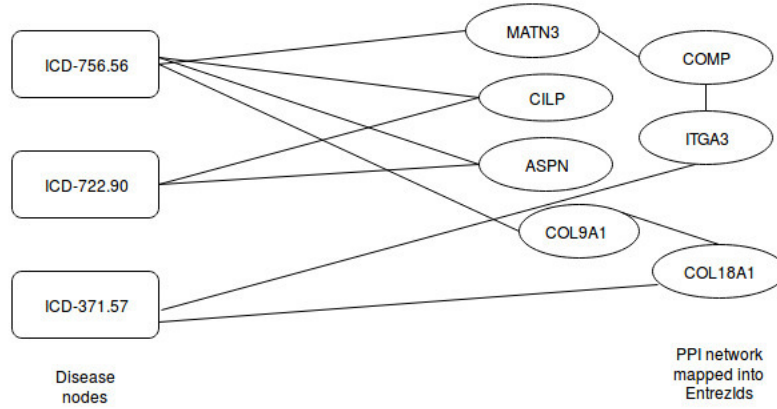 MATN3
ICD-756.56
COMP
CILP
ITGA3
ASPN
ICD-722.90
COL9A1
COL18A1
ICD-371.57
Disease
nodes
PPI network
mapped into
EntrezIds